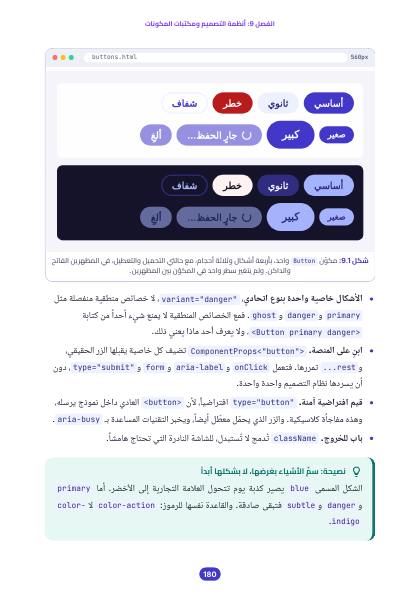 الفصل 9: أنظمة التصميم ومكتبات المكونات
buttons.html
560px
أساسي ثانوي خطر شفاف
صغير كبير جارٍ الحفظ... ألغِ
أساسي ثانوي خطر شفاف
صغير كبير جارٍ الحفظ... ألغِ
شكل 9.1: مكوّن Button واحد، بأربعة أشكال وثلاثة أحجام، مع حالتي التحميل والتعطيل، في المظهرين الفاتح
والداكن. ولم يتغير سطر واحد في المكوّن بين المظهرين.
• الأشكال خاصية واحدة بنوع اتحادي، variant="danger"، لا خصائص منطقية منفصلة مثل
primary و danger و ghost. فمع الخصائص المنطقية لا يمنع شيء أحداً من كتابة
<Button primary danger>، ولا يعرف أحد ماذا يعني ذلك.
• ابنِ على المنصة. ComponentProps<"button"> تضيف كل خاصية يقبلها الزر الحقيقي،
و ...rest تمررها. فتعمل onClick و aria-label و form و type="submit"، دون
أن يسردها نظام التصميم واحدة واحدة.
• قيم افتراضية آمنة. type="button" افتراضياً، لأن <button> العادي داخل نموذج يرسله،
وهذه مفاجأة كلاسيكية. والزر الذي يحمّل معطّل أيضاً، ويخبر التقنيات المساعدة بـ aria-busy.
• باب للخروج. className تُدمج لا تُستبدل، للشاشة النادرة التي تحتاج هامشاً.
نصيحة: سمِّ الأشياء بغرضها، لا بشكلها أبداً
الشكل المسمى blue يصير كذبة يوم تتحول العلامة التجارية إلى الأخضر. أما primary
و danger و subtle فتبقى صادقة. والقاعدة نفسها للرموز: color-action لا color-
indigo.
180